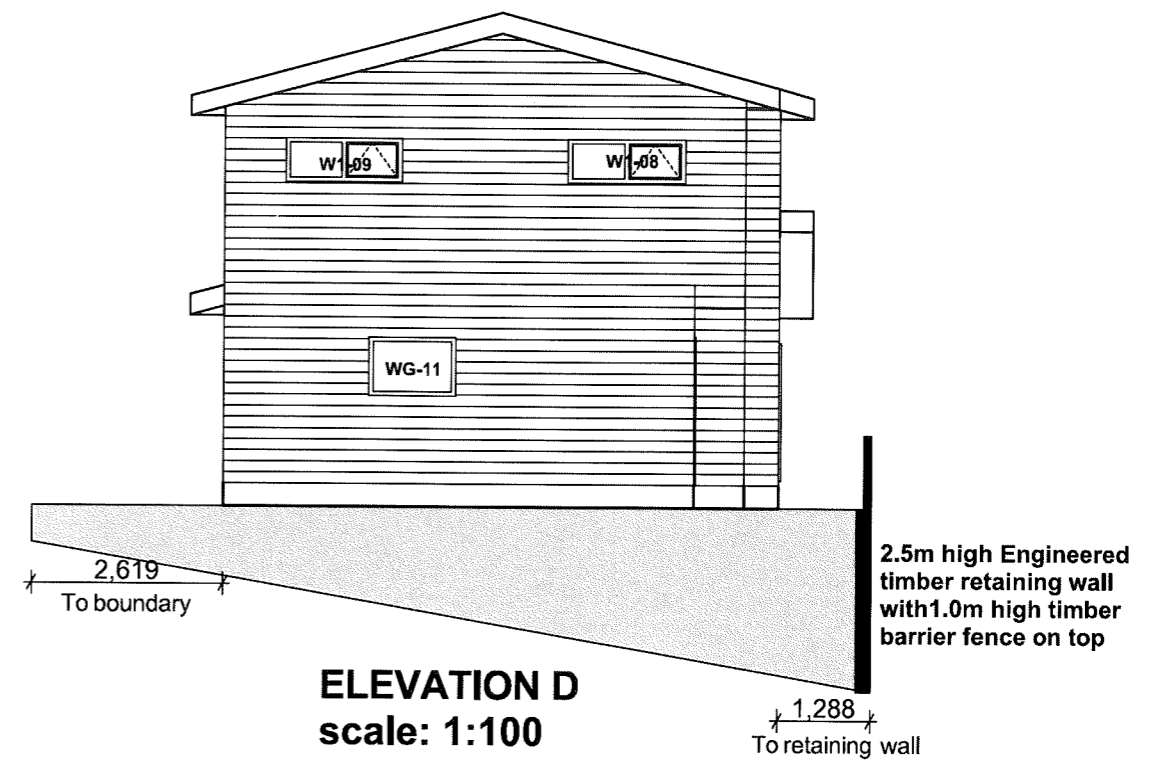 W1-09
W1-08
WG-11
2.5m high Engineered
timber retaining wall
with1.0m high timber
barrier fence on top
2,619
To boundary
ELEVATION D
scale: 1:100
1,288
To retaining wall